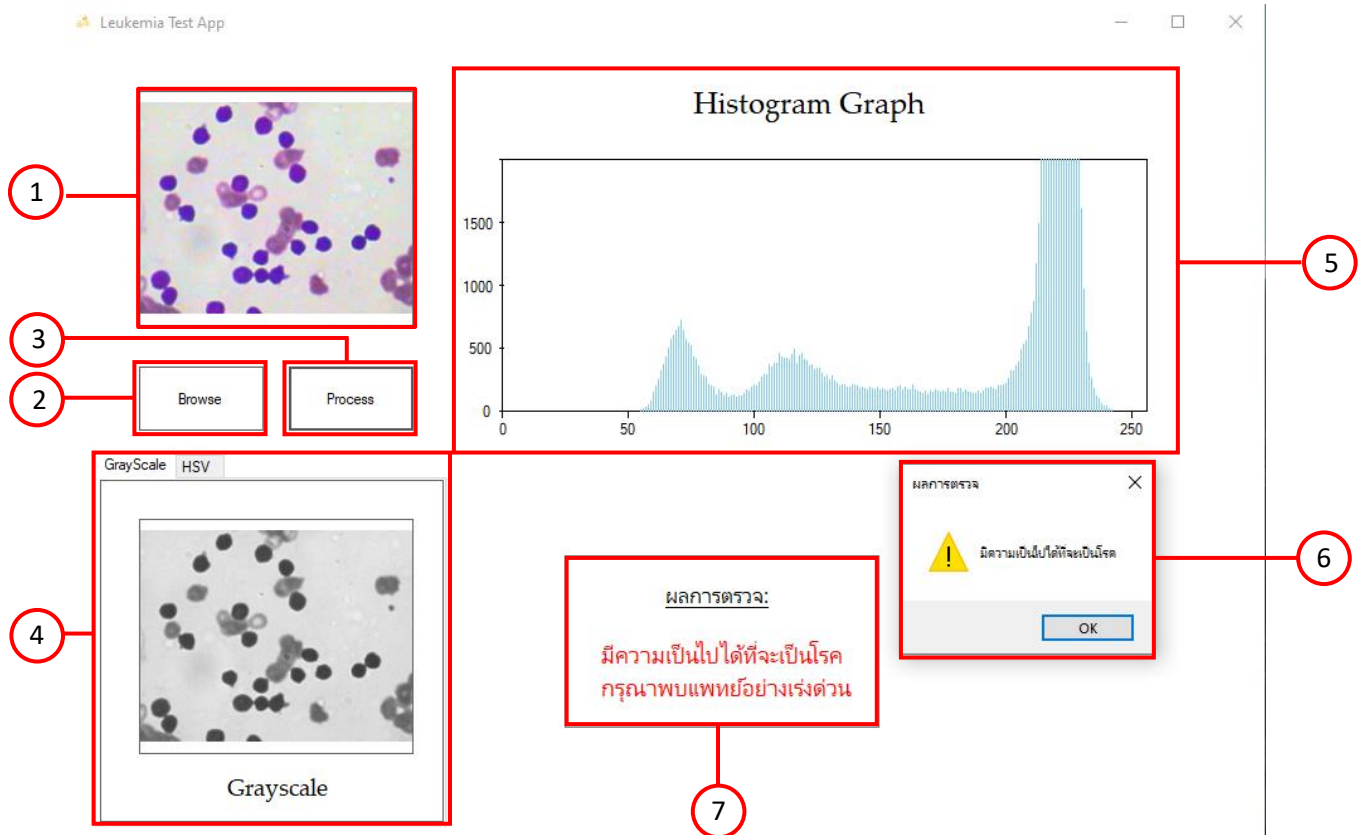 Leukemia Test App
Histogram Graph
1
1500
1000
500
0
0 50 100 150 200 250
5
3
2
Browse
Process
GrayScale HSV
4
Grayscale
ผลการตรวจ
มีความเป็นไปได้ที่จะเป็นโรค
OK
6
ผลการตรวจ:
มีความเป็นไปได้ที่จะเป็นโรค
กรุณาพบแพทย์อย่างเร่งด่วน
7